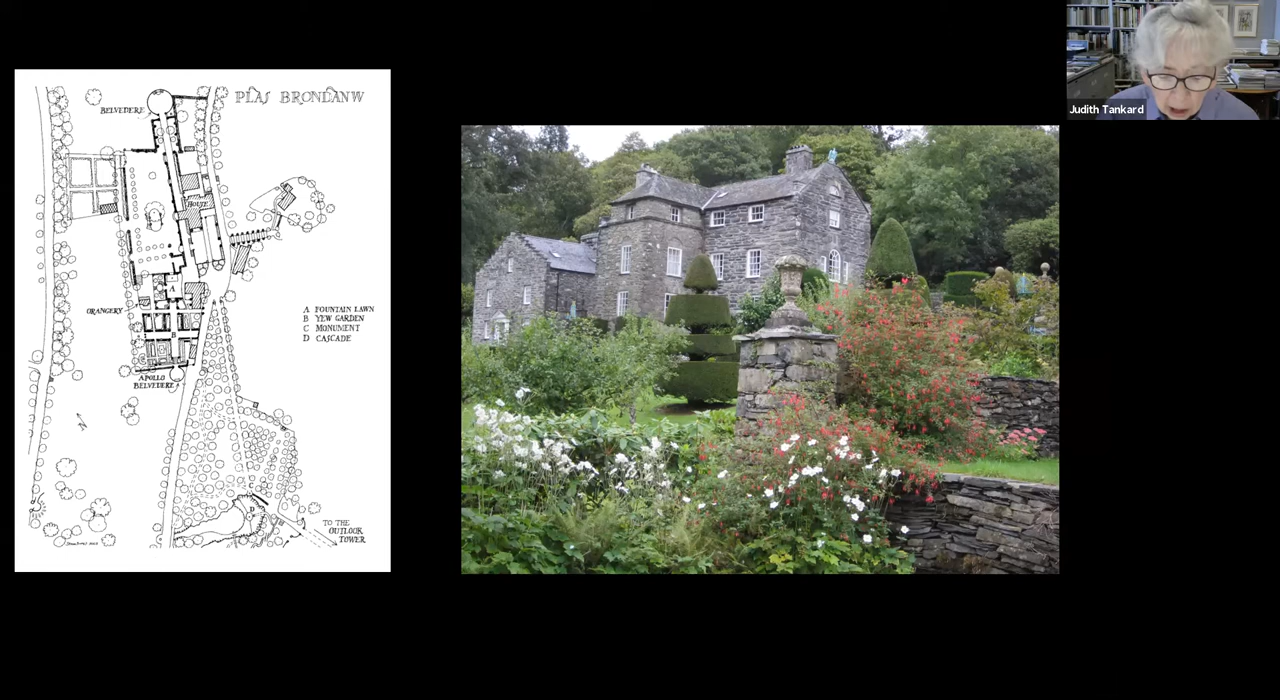 PLAS BRONDANW
BELVEDERE
HOUSE
A
ORANGERY
B
A FOUNTAIN LAWN
B YEW GARDEN
C MONUMENT
D CASCADE
APOLLO
BELVEDERE
D
TO THE
OUTLOOK
TOWER
Judith Tankard